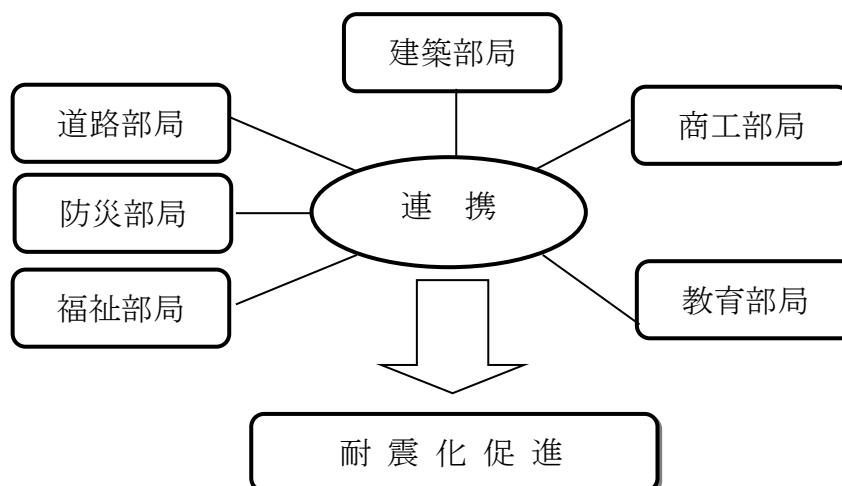 建築部局
道路部局
商工部局
連　携
防災部局
福祉部局
教育部局
耐 震 化 促 進